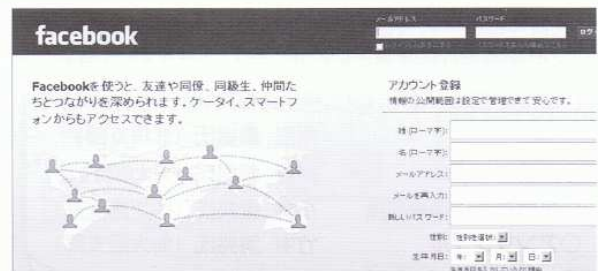 facebook
メールアドレス
パスワード
Facebookを使うと、友達や同僚、同級生、仲間た
ちとつながりを深められます。ケータイ、スマートフ
ォンからもアクセスできます。
アカウント登録
情報の公開範囲は設定で管理できて安心です。
姓(ローマ字):
名(ローマ字):
メールアドレス:
メールを再入力:
新しいパスワード:
性別: 性別を選択:
生年月日: 年: 月: 日: